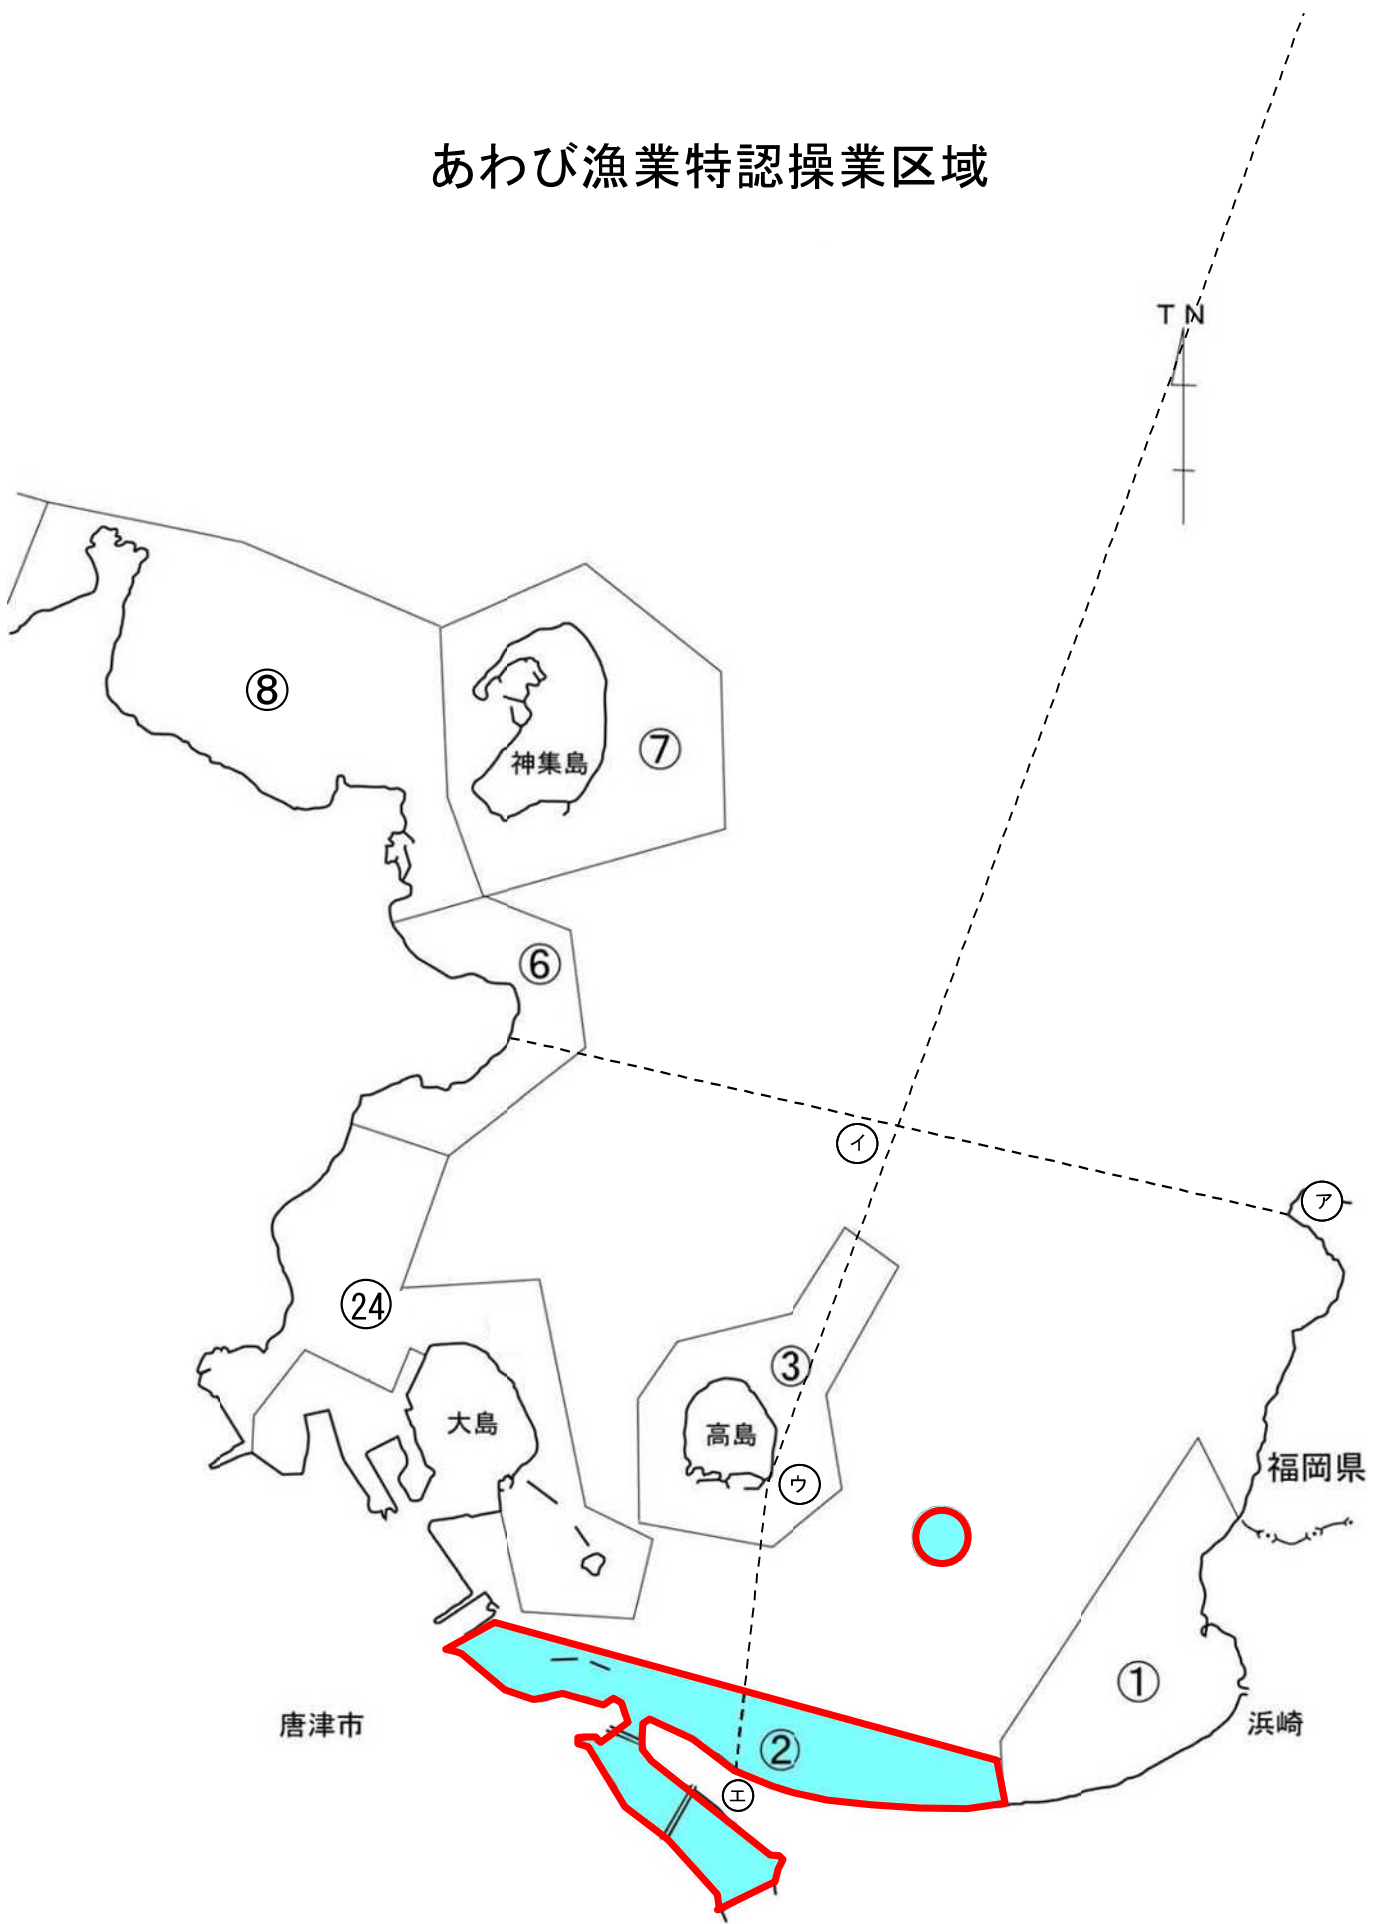 あわび漁業特認操業区域
TN
⑧
⑦
神集島
⑥
イ
ア
㉔
③
大島
高島
ウ
福岡県
①
唐津市
浜崎
②
エ